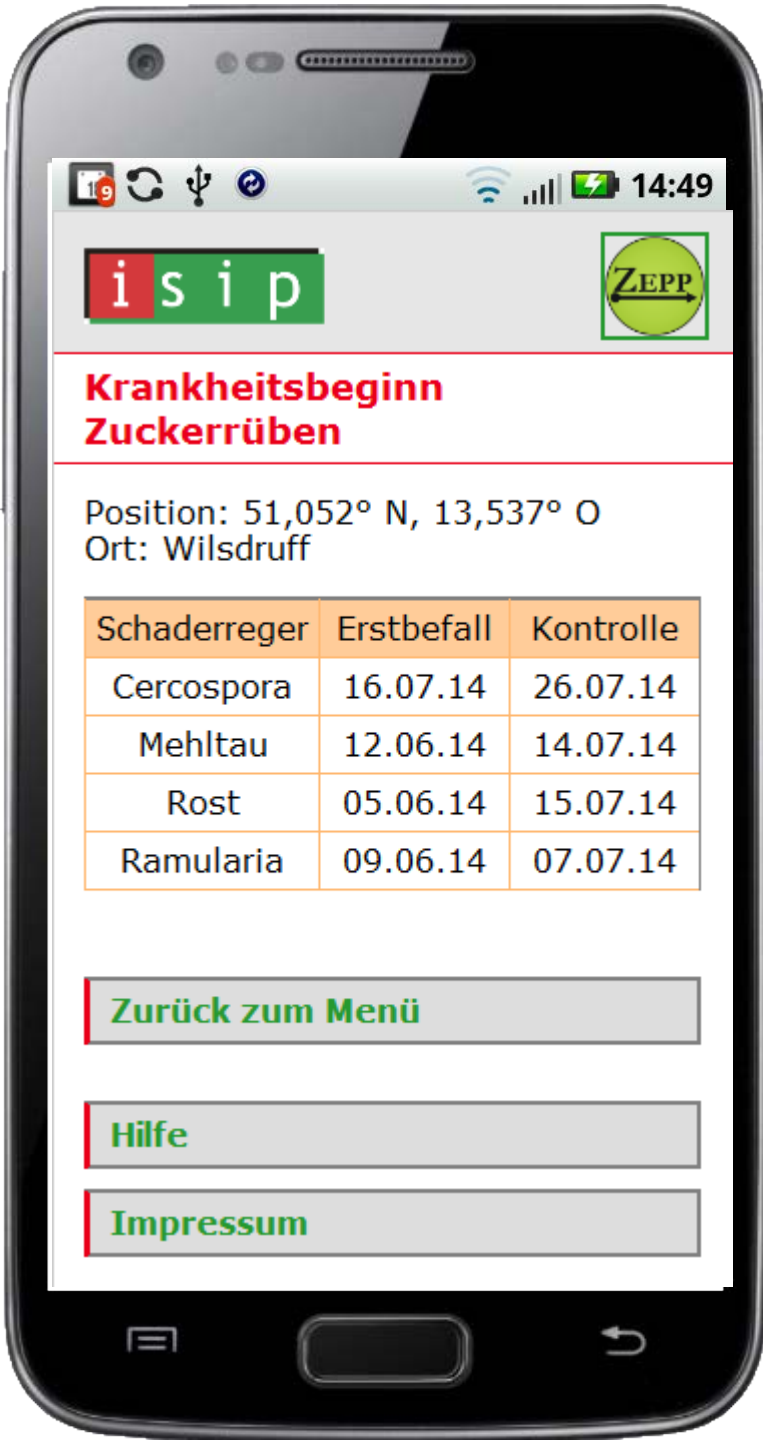 14:49
isip
ZEPP
Krankheitsbeginn
Zuckerrüben
Position: 51,052° N, 13,537° O
Ort: Wilsdruff
Schaderreger Erstbefall Kontrolle
Cercospora 16.07.14 26.07.14
Mehltau 12.06.14 14.07.14
Rost 05.06.14 15.07.14
Ramularia 09.06.14 07.07.14
Zurück zum Menü
Hilfe
Impressum